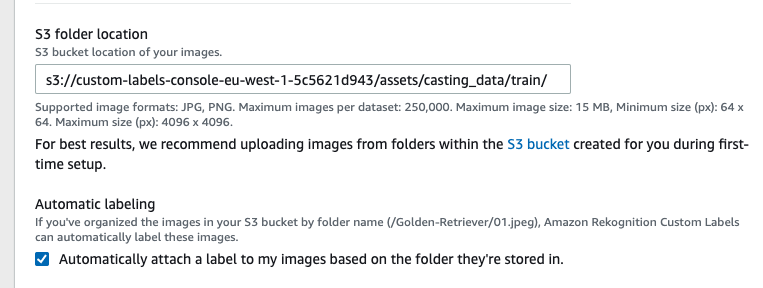 S3 folder location
S3 bucket location of your images.
s3://custom-labels-console-eu-west-1-5c5621d943/assets/casting_data/train/
Supported image formats: JPG, PNG. Maximum images per dataset: 250,000. Maximum image size: 15 MB, Minimum size (px): 64 x
64. Maximum size (px): 4096 x 4096.
For best results, we recommend uploading images from folders within the S3 bucket created for you during first-
time setup.
Automatic labeling
If you've organized the images in your S3 bucket by folder name (/Golden-Retriever/01.jpeg), Amazon Rekognition Custom Labels
can automatically label these images.
Automatically attach a label to my images based on the folder they're stored in.